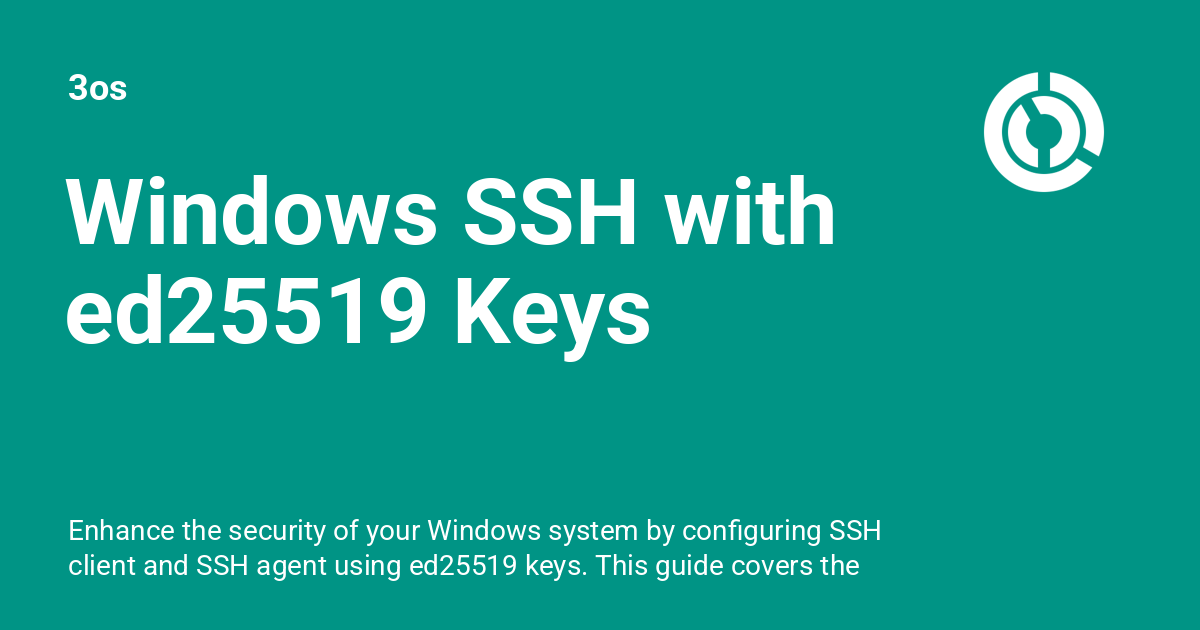 3os
Windows SSH with
ed25519 Keys
Enhance the security of your Windows system by configuring SSH
client and SSH agent using ed25519 keys. This guide covers the